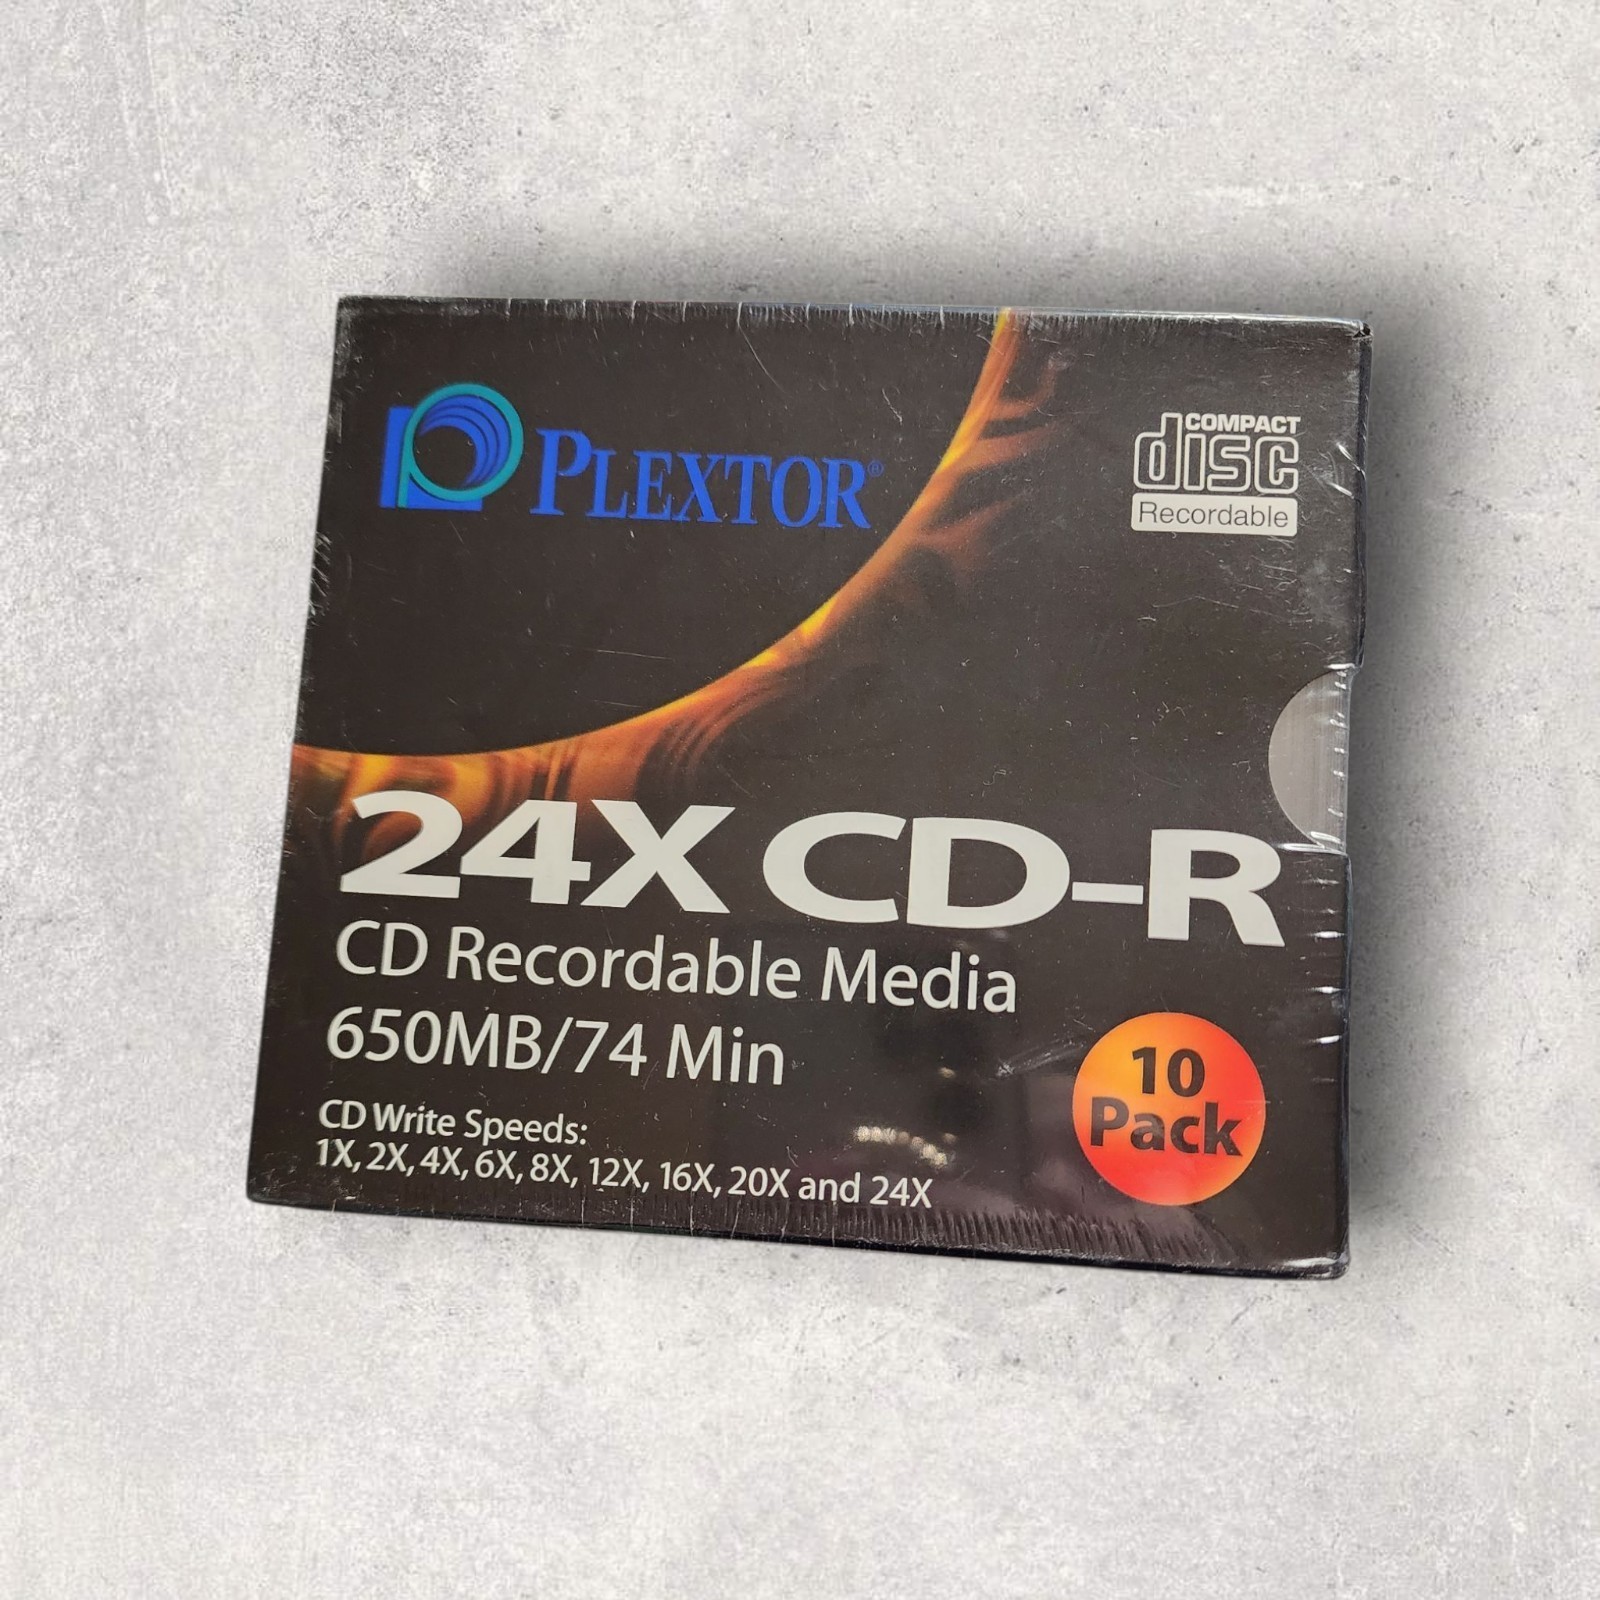 PLEXTOR®
COMPACT
disc
Recordable
24X CD-R
CD Recordable Media
650MB/74 Min
CD Write Speeds:
1X, 2X, 4X, 6X, 8X, 12X, 16X, 20X and 24X
10
Pack